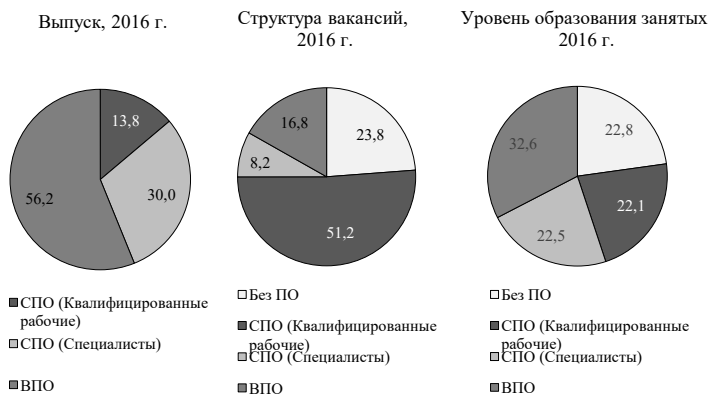 Выпуск, 2016 г.
13,8
30,0
56,2
СПО (Квалифицированные
рабочие)
СПО (Специалисты)
ВПО
Структура вакансий,
2016 г.
23,8
51,2
8,2
16,8
Без ПО
СПО (Квалифицированные
рабочие)
СПО (Специалисты)
ВПО
Уровень образования занятых
2016 г.
22,8
22,1
22,5
32,6
Без ПО
СПО (Квалифицированные
рабочие)
СПО (Специалисты)
ВПО